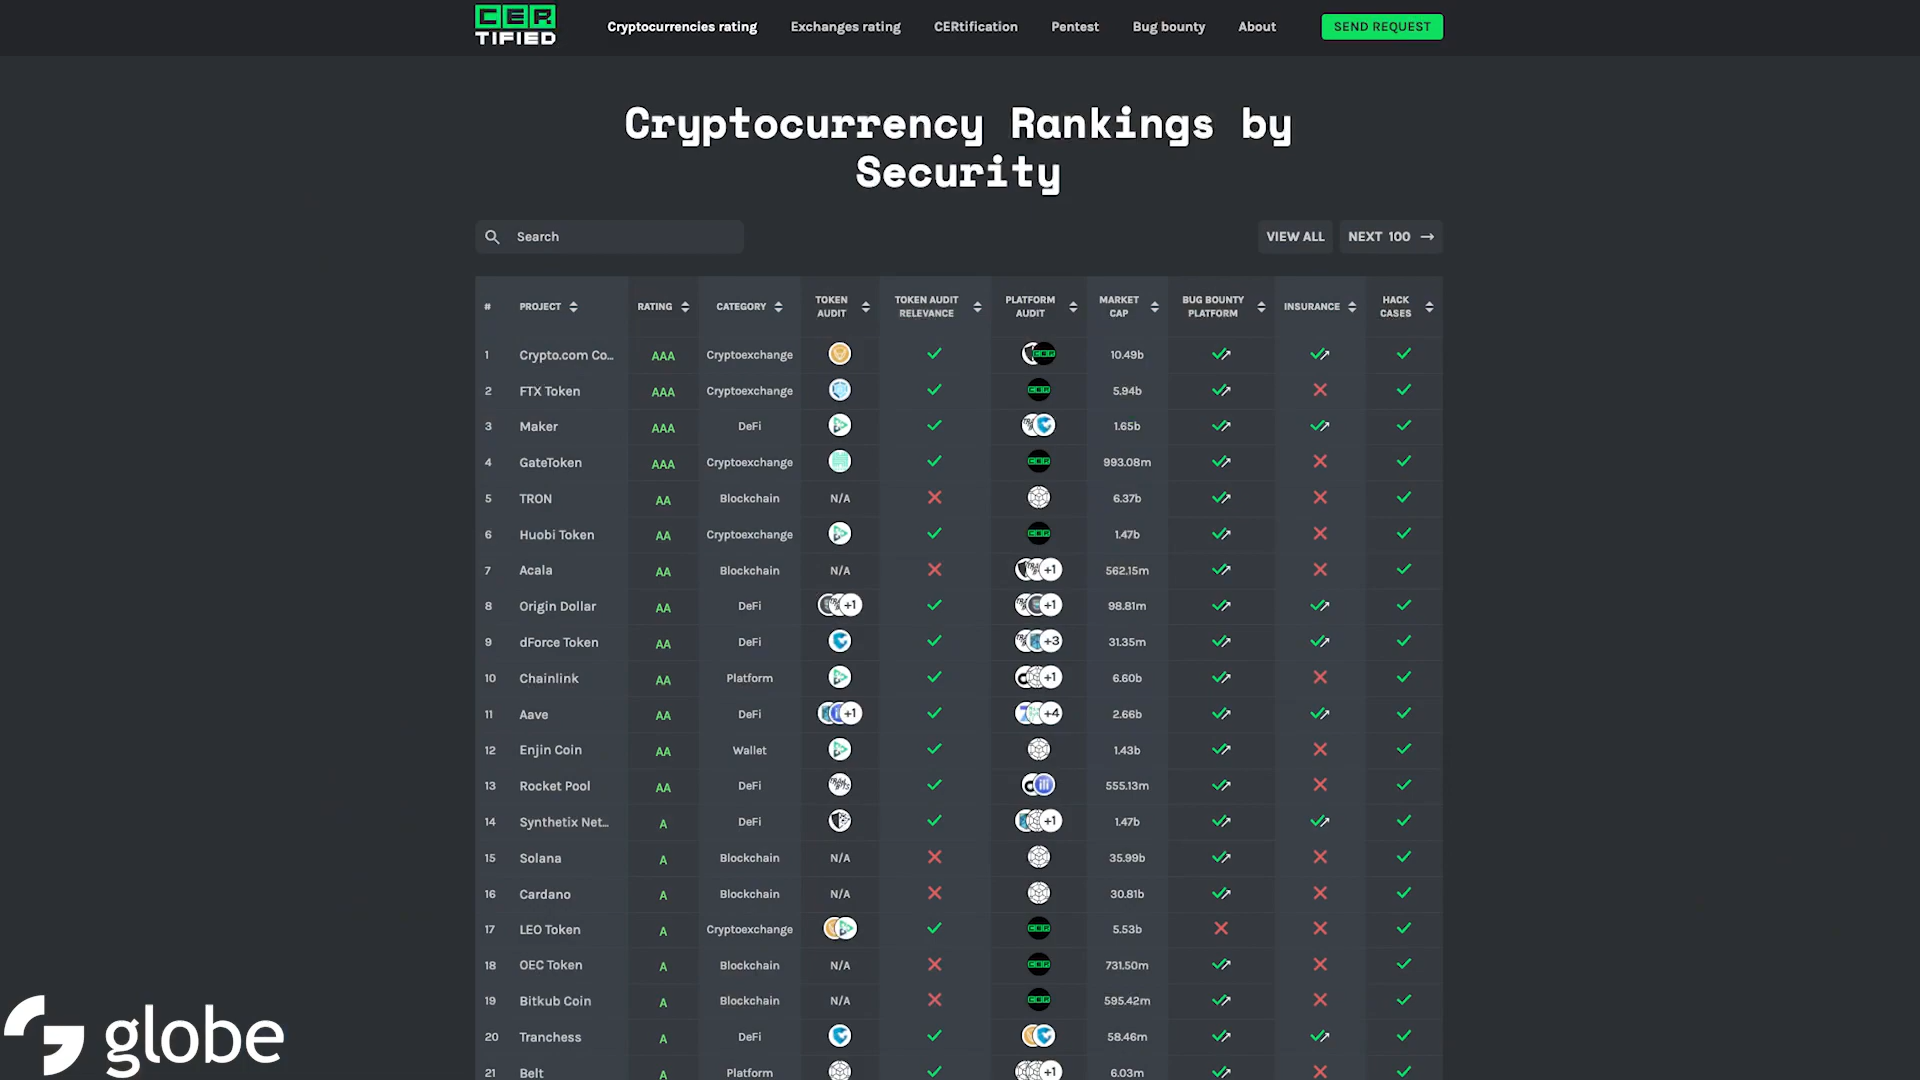 CER
TIFIED
Cryptocurrencies rating Exchanges rating CERtification Pentest Bug bounty About SEND REQUEST
Cryptocurrency Rankings by
Security
Search VIEW ALL NEXT 100 →
# PROJECT RATING CATEGORY TOKEN AUDIT TOKEN AUDIT RELEVANCE PLATFORM AUDIT MARKET CAP BUG BOUNTY PLATFORM INSURANCE HACK CASES
1 Crypto.com Co... AAA Cryptoexchange CER 10.49b
2 FTX Token AAA Cryptoexchange CER 5.94b
3 Maker AAA DeFi 1.65b
4 GateToken AAA Cryptoexchange CER 993.08m
5 TRON AA Blockchain N/A 6.37b
6 Huobi Token AA Cryptoexchange CER 1.47b
7 Acala AA Blockchain N/A +1 562.15m
8 Origin Dollar AA DeFi +1 +1 98.81m
9 dForce Token AA DeFi +3 31.35m
10 Chainlink AA Platform +1 6.60b
11 Aave AA DeFi +1 +4 2.66b
12 Enjin Coin AA Wallet 1.43b
13 Rocket Pool AA DeFi 555.13m
14 Synthetix Net... A DeFi +1 1.47b
15 Solana A Blockchain N/A 35.99b
16 Cardano A Blockchain N/A 30.81b
17 LEO Token A Cryptoexchange CER 5.53b
18 OEC Token A Blockchain N/A CER 731.50m
19 Bitkub Coin A Blockchain N/A CER 595.42m
20 Tranchess A DeFi 58.46m
21 Belt A Platform +1 6.03m
globe